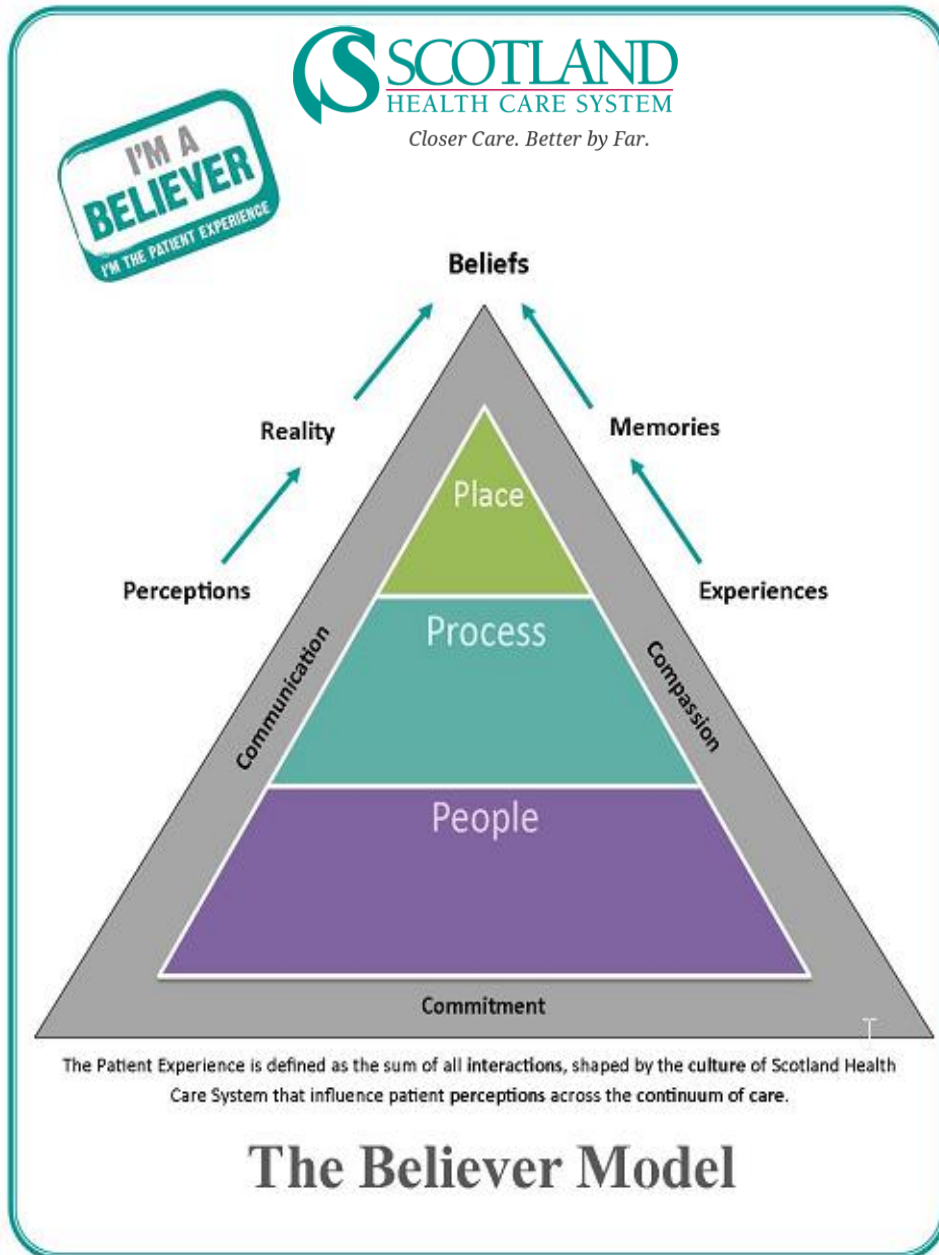 SCOTLAND
HEALTH CARE SYSTEM
Closer Care. Better by Far.
I'M A
BELIEVER
I'M THE PATIENT EXPERIENCE
Beliefs
Reality
Memories
Perceptions
Experiences
Place
Process
People
Communication
Compassion
Commitment
The Patient Experience is defined as the sum of all interactions, shaped by the culture of Scotland Health
Care System that influence patient perceptions across the continuum of care.
The Believer Model